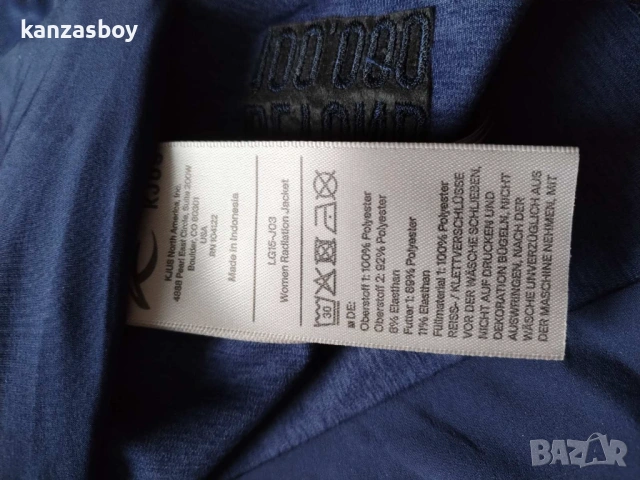 kanzasboy
KJUS
KJUS North America, Inc.
4888 Pearl East Circle, Suite 200W
Boulder, CO 80301
USA
RN 104122
Made in Indonesia
LG15-J03
Women Radiation Jacket
30
DE:
Oberstoff 1: 100% Polyester
Oberstoff 2: 92% Polyester
8% Elasthan
Futter 1: 89% Polyester
11% Elasthan
Füllmaterial 1: 100% Polyester
REISS- / KLETTVERSCHLÜSSE
VOR DER WÄSCHE SCHLIEßEN,
NICHT AUF DRUCKEN UND
DEKORATION BÜGELN, NICHT
AUSWRINGEN, NACH DER
WÄSCHE UNVERZÜGLICH AUS
DER MASCHINE NEHMEN, MIT
BAZAR